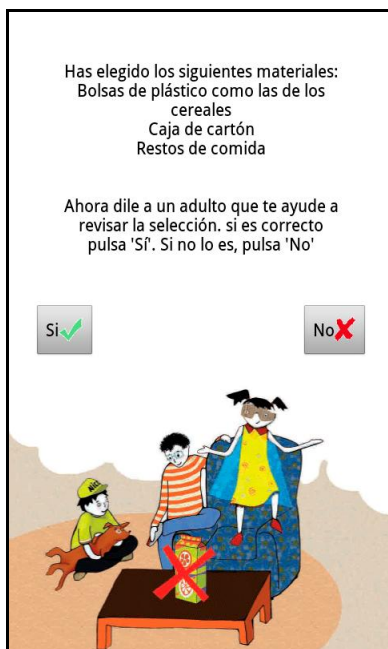 Has elegido los siguientes materiales:
Bolsas de plástico como las de los
cereales
Caja de cartón
Restos de comida
Ahora dile a un adulto que te ayude a
revisar la selección. si es correcto
pulsa 'Sí'. Si no lo es, pulsa 'No'
Si
No
NICO